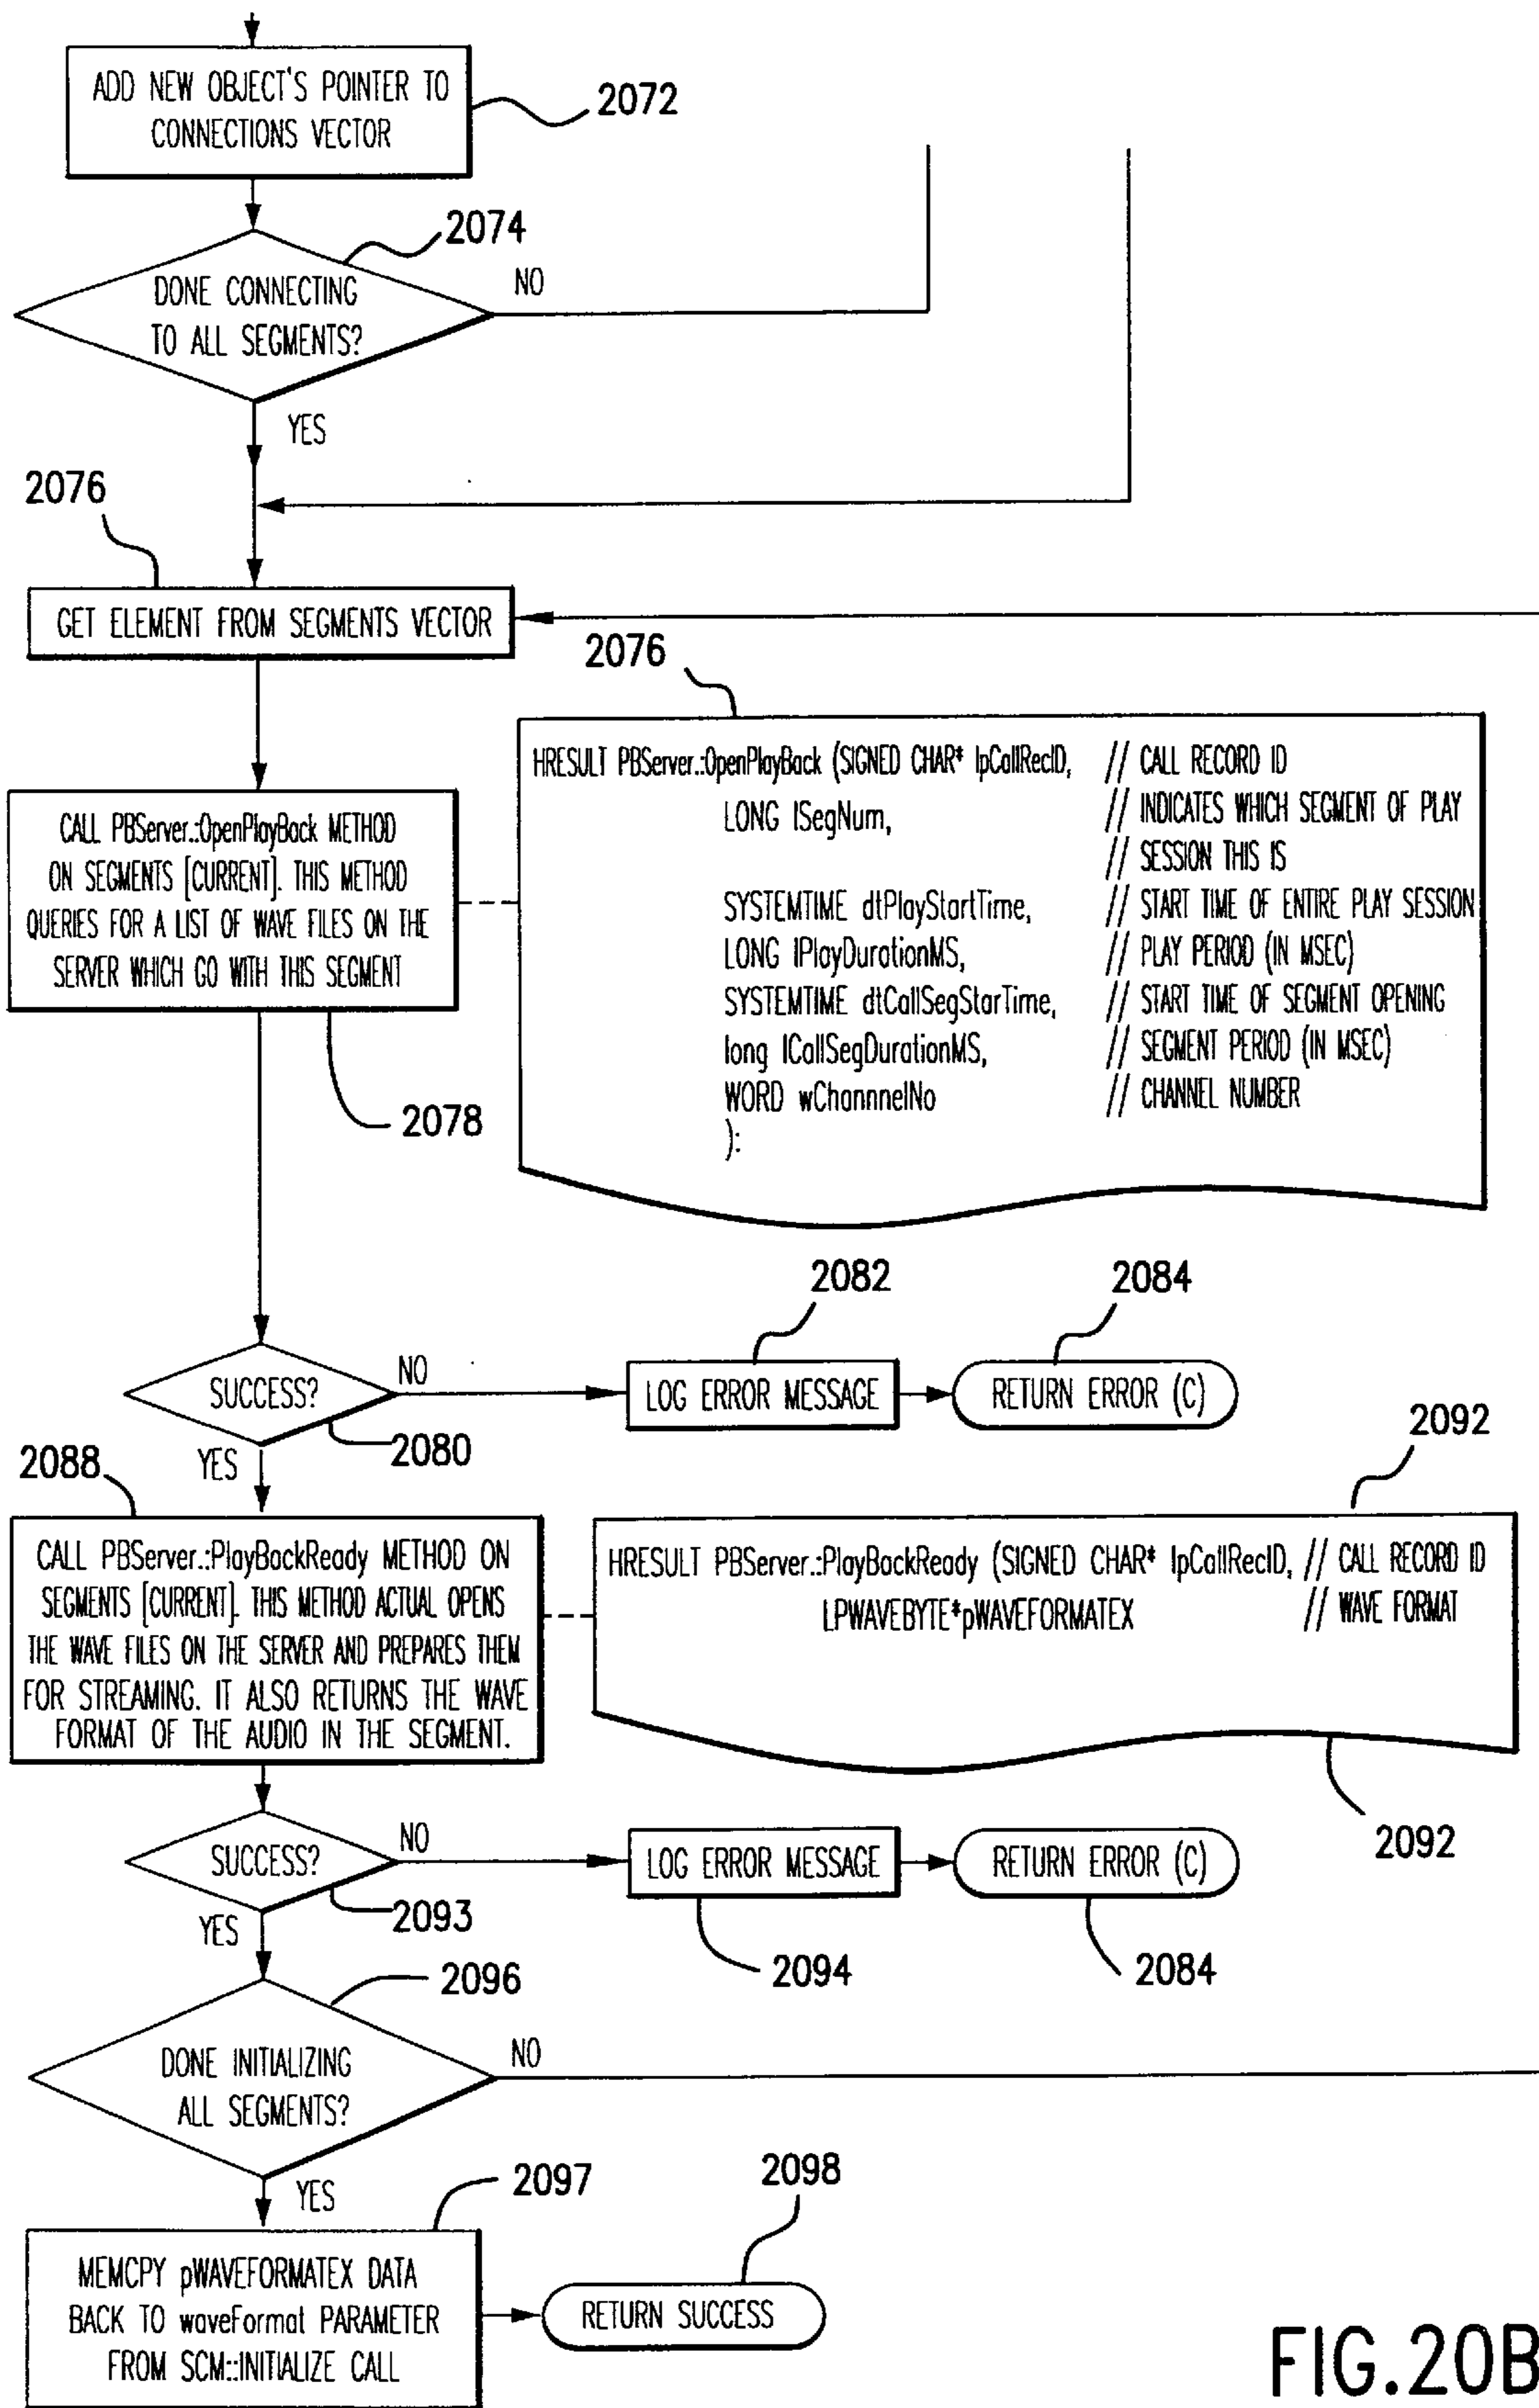 ADD NEW OBJECT'S POINTER TO
CONNECTIONS VECTOR
2072
2074
DONE CONNECTING
TO ALL SEGMENTS?
NO
YES
2076
GET ELEMENT FROM SEGMENTS VECTOR
2076
HRESULT PBServer.:OpenPlayBack (SIGNED CHAR* lpCallRecID, // CALL RECORD ID
LONG lSegNum, // INDICATES WHICH SEGMENT OF PLAY
// SESSION THIS IS
SYSTEMTIME dtPlayStartTime, // START TIME OF ENTIRE PLAY SESSION
LONG lPlayDurationMS, // PLAY PERIOD (IN MSEC)
SYSTEMTIME dtCallSegStarTime, // START TIME OF SEGMENT OPENING
long lCallSegDurationMS, // SEGMENT PERIOD (IN MSEC)
WORD wChannnelNo // CHANNEL NUMBER
):
CALL PBServer.:OpenPlayBack METHOD
ON SEGMENTS [CURRENT]. THIS METHOD
QUERIES FOR A LIST OF WAVE FILES ON THE
SERVER WHICH GO WITH THIS SEGMENT
2078
SUCCESS?
NO
2080
YES
2082
LOG ERROR MESSAGE
2084
RETURN ERROR (C)
2088
CALL PBServer.:PlayBackReady METHOD ON
SEGMENTS [CURRENT]. THIS METHOD ACTUAL OPENS
THE WAVE FILES ON THE SERVER AND PREPARES THEM
FOR STREAMING. IT ALSO RETURNS THE WAVE
FORMAT OF THE AUDIO IN THE SEGMENT.
2092
HRESULT PBServer.:PlayBackReady (SIGNED CHAR* lpCallRecID, // CALL RECORD ID
LPWAVEBYTE*pWAVEFORMATEX // WAVE FORMAT
2092
SUCCESS?
NO
2093
YES
LOG ERROR MESSAGE
2094
RETURN ERROR (C)
2084
2096
DONE INITIALIZING
ALL SEGMENTS?
NO
YES
2097
MEMCPY pWAVEFORMATEX DATA
BACK TO waveFormat PARAMETER
FROM SCM::INITIALIZE CALL
2098
RETURN SUCCESS
FIG.20B